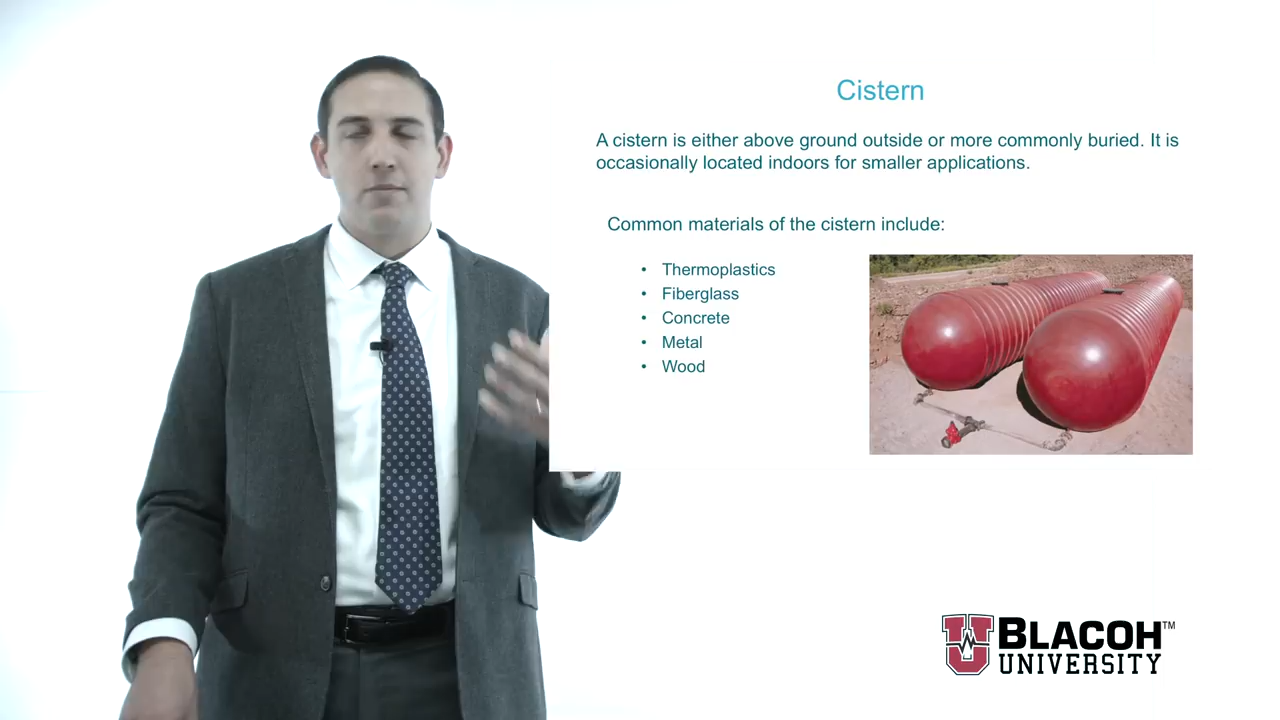 Cistern
A cistern is either above ground outside or more commonly buried. It is
occasionally located indoors for smaller applications.
Common materials of the cistern include:
• Thermoplastics
• Fiberglass
• Concrete
• Metal
• Wood
U BLACOH™
UNIVERSITY